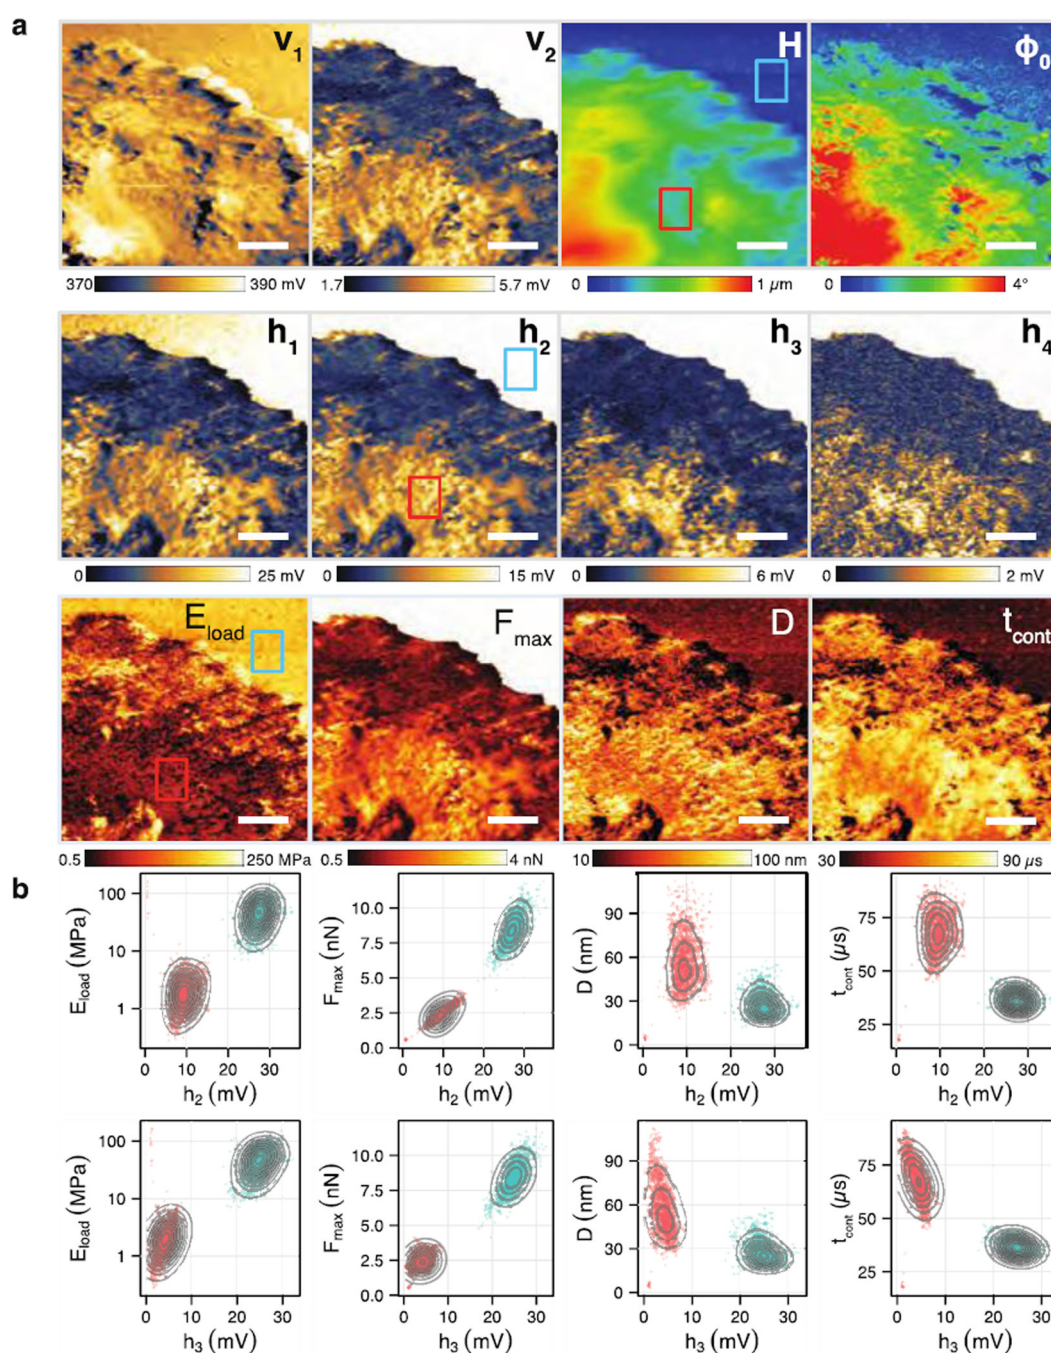 a
v1
v2
H
ϕ0
370 390 mV
1.7 5.7 mV
0 1 µm
0 4°
h1
h2
h3
h4
0 25 mV
0 15 mV
0 6 mV
0 2 mV
Eload
Fmax
D
tcont
0.5 250 MPa
0.5 4 nN
10 100 nm
30 90 µs
b
Eload (MPa)
100
10
1
0 10 20 30
h2 (mV)
Fmax (nN)
10.0
7.5
5.0
2.5
0.0
0 10 20 30
h2 (mV)
D (nm)
90
60
30
0
0 10 20 30
h2 (mV)
tcont (µs)
75
50
25
0 10 20 30
h2 (mV)
Eload (MPa)
100
10
1
0 10 20 30
h3 (mV)
Fmax (nN)
10.0
7.5
5.0
2.5
0.0
0 10 20 30
h3 (mV)
D (nm)
90
60
30
0
0 10 20 30
h3 (mV)
tcont (µs)
75
50
25
0 10 20 30
h3 (mV)